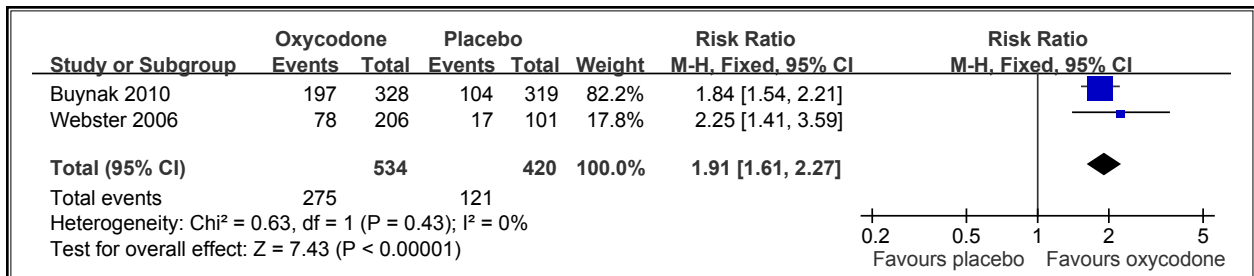 Oxycodone Placebo Risk Ratio Risk Ratio
Study or Subgroup Events Total Events Total Weight M-H, Fixed, 95% CI M-H, Fixed, 95% CI
Buynak 2010 197 328 104 319 82.2% 1.84 [1.54, 2.21]
Webster 2006 78 206 17 101 17.8% 2.25 [1.41, 3.59]
Total (95% CI) 534 420 100.0% 1.91 [1.61, 2.27]
Total events 275 121
Heterogeneity: Chi² = 0.63, df = 1 (P = 0.43); I² = 0%
Test for overall effect: Z = 7.43 (P < 0.00001)
0.2 0.5 1 2 5
Favours placebo Favours oxycodone